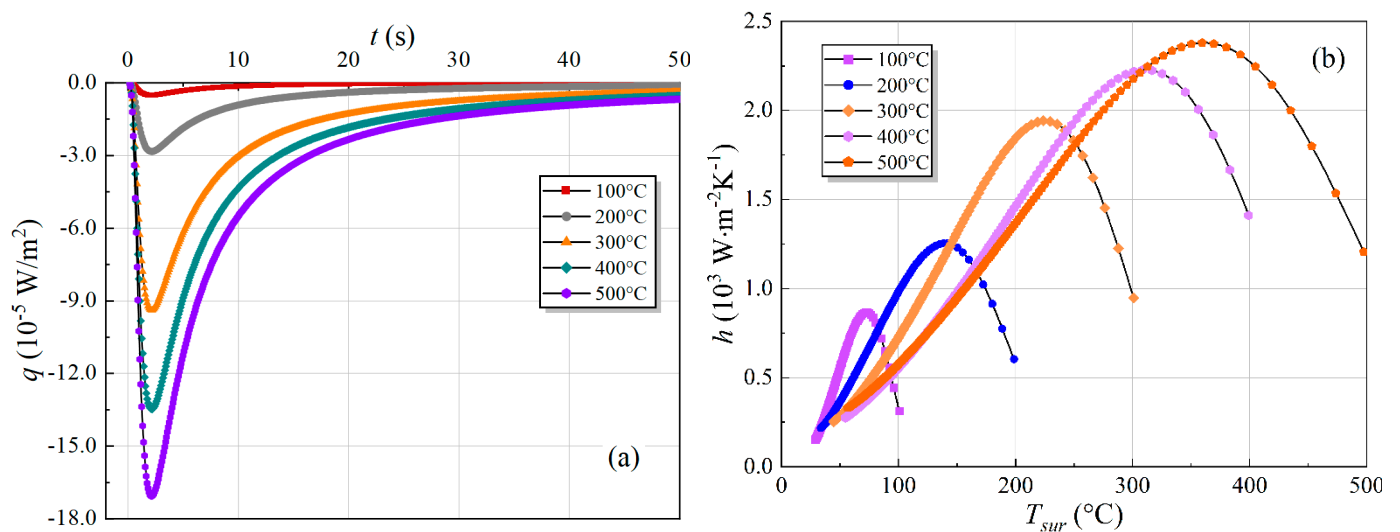 t (s)
0 10 20 30 40 50
0.0
-3.0
-6.0
-9.0
-12.0
-15.0
-18.0
q (10⁻⁵ W/m²)
100°C
200°C
300°C
400°C
500°C
(a)
(b)
2.5
2.0
1.5
1.0
0.5
0.0
h (10³ W·m⁻²K⁻¹)
100°C
200°C
300°C
400°C
500°C
0 100 200 300 400 500
T_sur (°C)